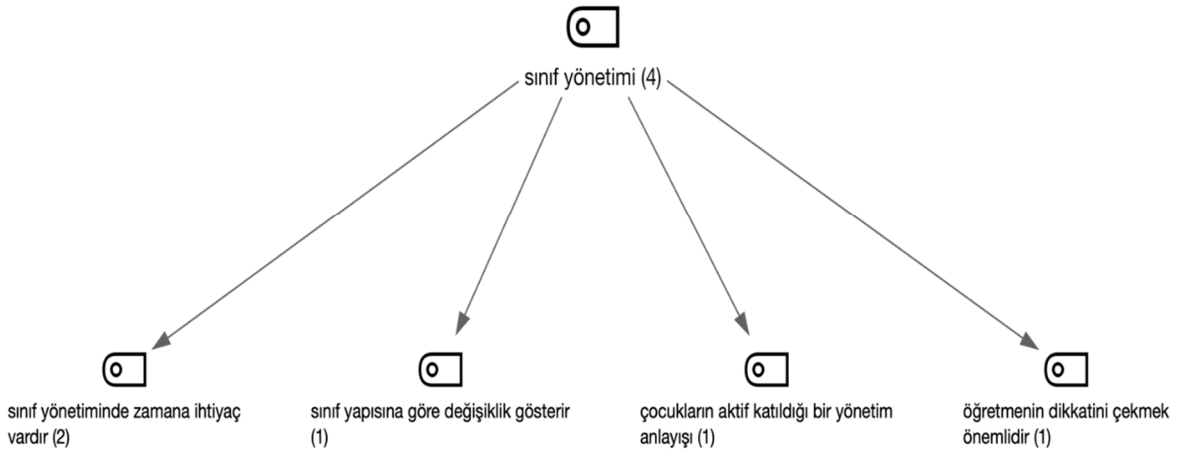 sınıf yönetimi (4)
sınıf yönetiminde zamana ihtiyaç
vardır (2)
sınıf yapısına göre değişiklik gösterir
(1)
çocukların aktif katıldığı bir yönetim
anlayışı (1)
öğretmenin dikkatini çekmek
önemlidir (1)